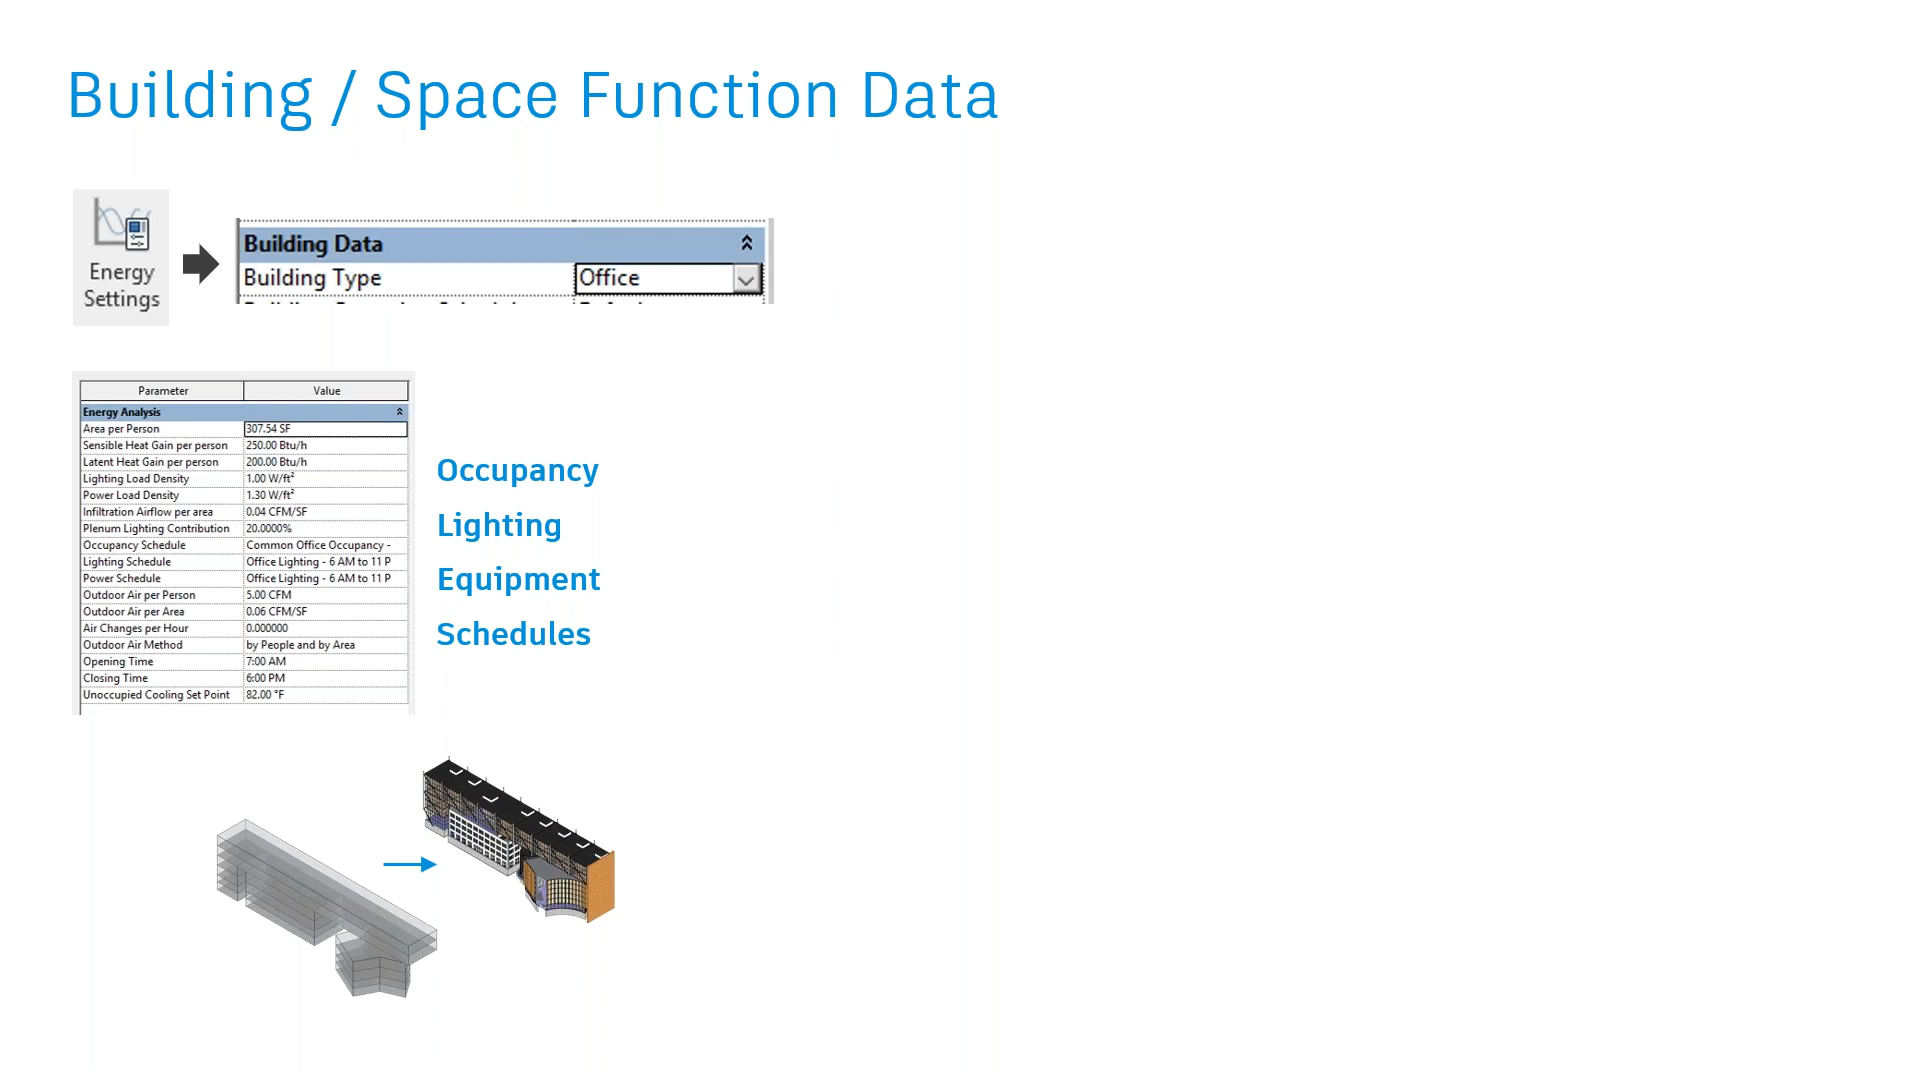 Building / Space Function Data
Energy
Settings
Building Data
Building Type Office
Parameter Value
Energy Analysis
Area per Person 307.54 SF
Sensible Heat Gain per person 250.00 Btu/h
Latent Heat Gain per person 200.00 Btu/h
Lighting Load Density 1.00 W/ft²
Power Load Density 1.30 W/ft²
Infiltration Airflow per area 0.04 CFM/SF
Plenum Lighting Contribution 20.0000%
Occupancy Schedule Common Office Occupancy -
Lighting Schedule Office Lighting - 6 AM to 11 P
Power Schedule Office Lighting - 6 AM to 11 P
Outdoor Air per Person 5.00 CFM
Outdoor Air per Area 0.06 CFM/SF
Air Changes per Hour 0.000000
Outdoor Air Method by People and by Area
Opening Time 7:00 AM
Closing Time 6:00 PM
Unoccupied Cooling Set Point 82.00 °F
Occupancy
Lighting
Equipment
Schedules